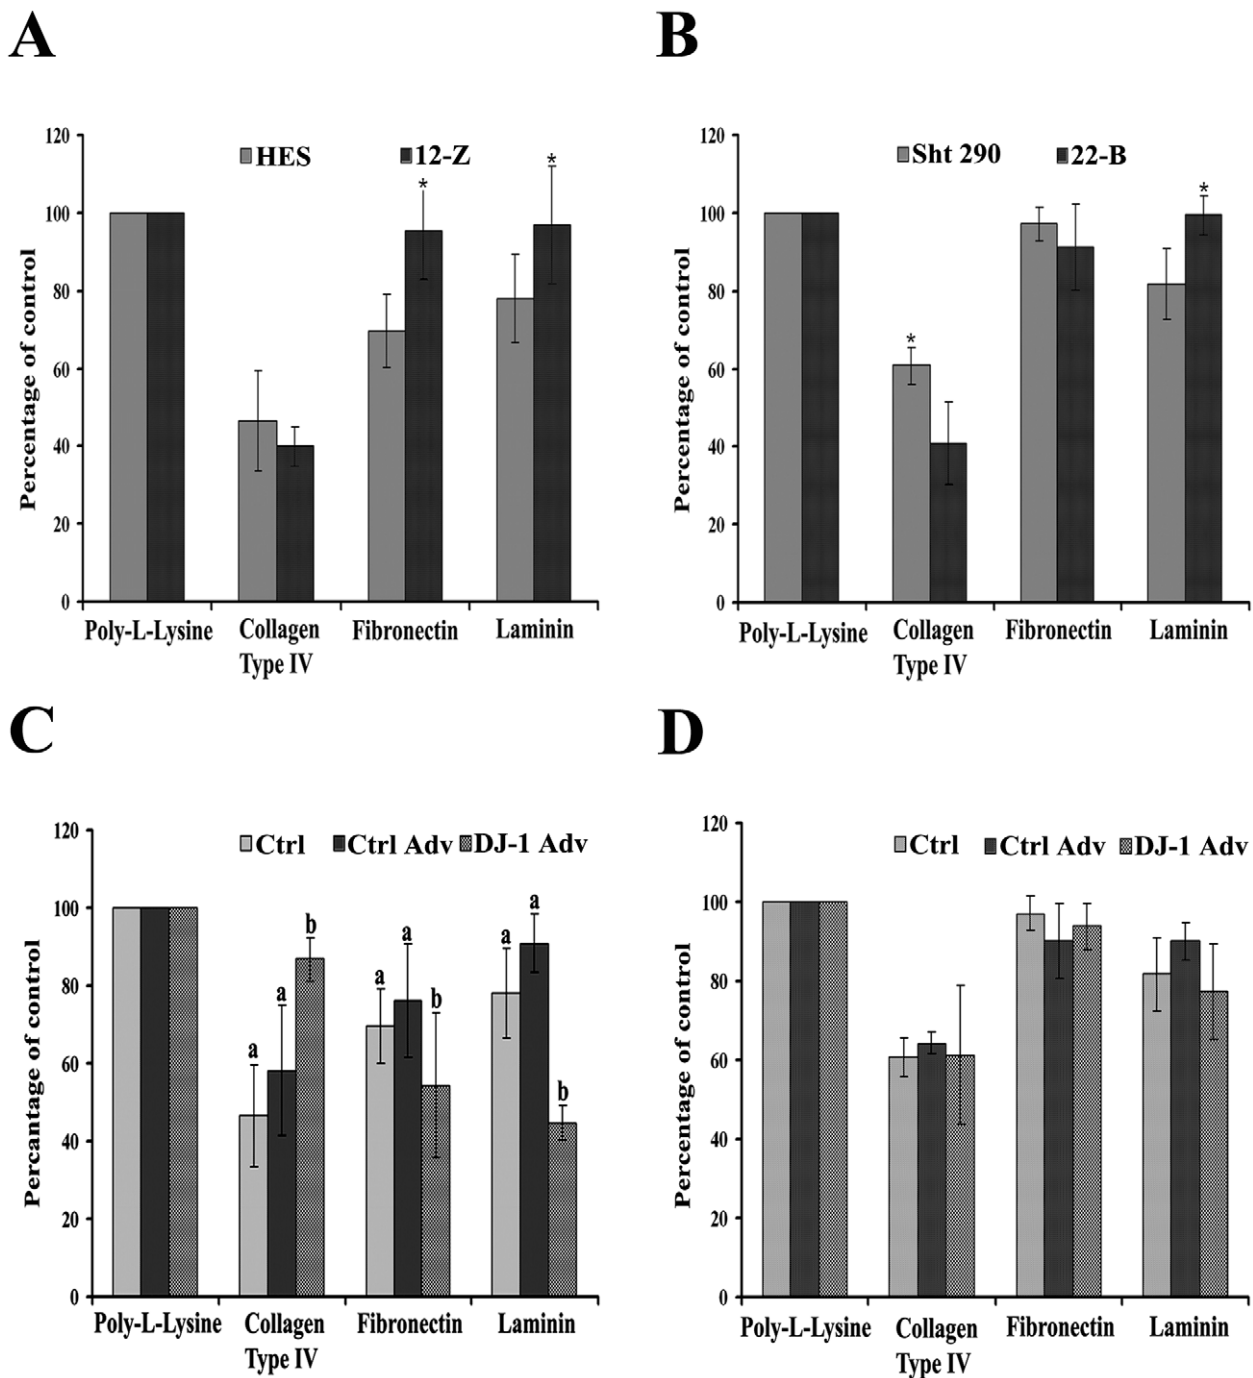 A
B
Percentage of control
120
100
80
60
40
20
0
HES
12-Z
*
*
Poly-L-Lysine
Collagen
Type IV
Fibronectin
Laminin
Percentage of control
120
100
80
60
40
20
0
Sht 290
22-B
*
*
Poly-L-Lysine
Collagen
Type IV
Fibronectin
Laminin
C
D
Percantage of control
120
100
80
60
40
20
0
Ctrl
Ctrl Adv
DJ-1 Adv
a
a
b
a
a
b
a
a
b
Poly-L-Lysine
Collagen
Type IV
Fibronectin
Laminin
Percentage of control
120
100
80
60
40
20
0
Ctrl
Ctrl Adv
DJ-1 Adv
Poly-L-Lysine
Collagen
Type IV
Fibronectin
Laminin